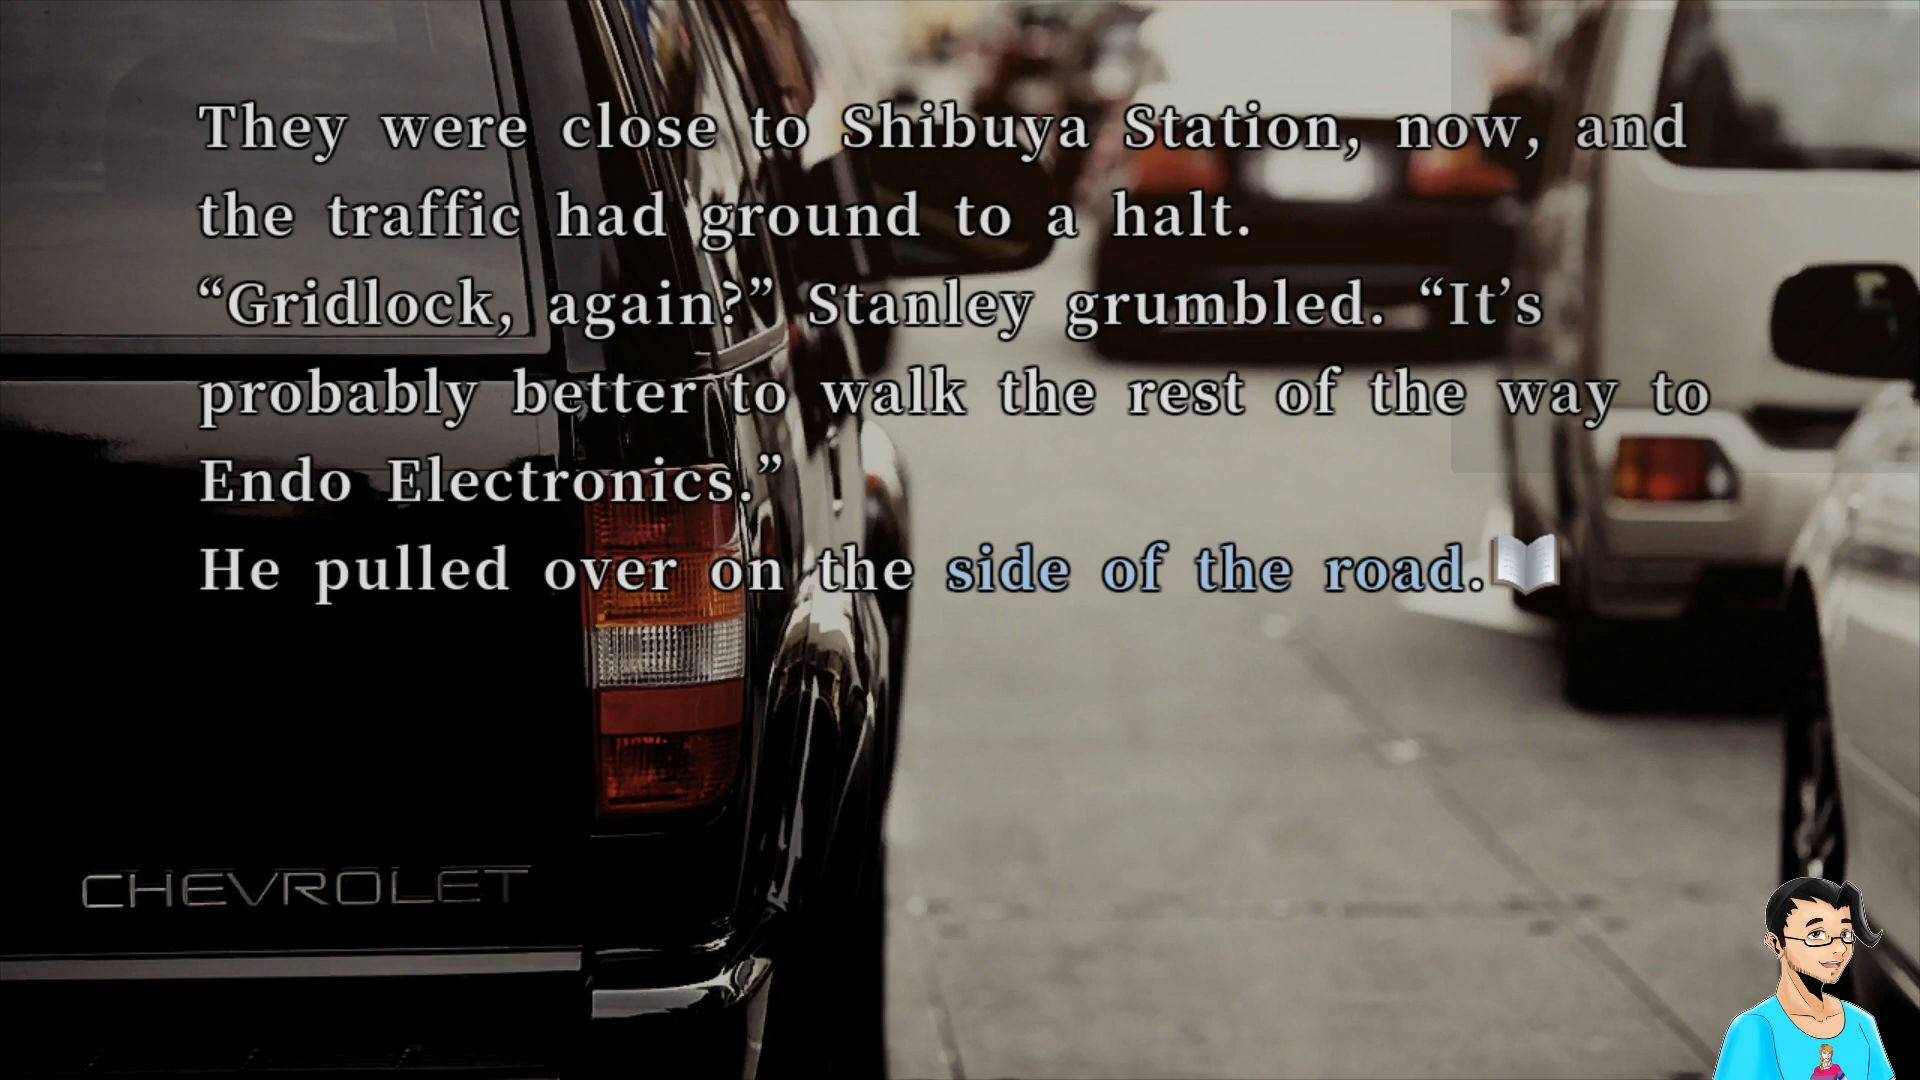 They were close to Shibuya Station, now, and
the traffic had ground to a halt.
“Gridlock, again?” Stanley grumbled. “It’s
probably better to walk the rest of the way to
Endo Electronics.”
He pulled over on the side of the road.
CHEVROLET